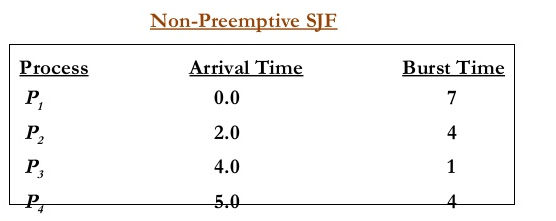 Non-Preemptive SJF
Process Arrival Time Burst Time
P1 0.0 7
P2 2.0 4
P3 4.0 1
P4 5.0 4